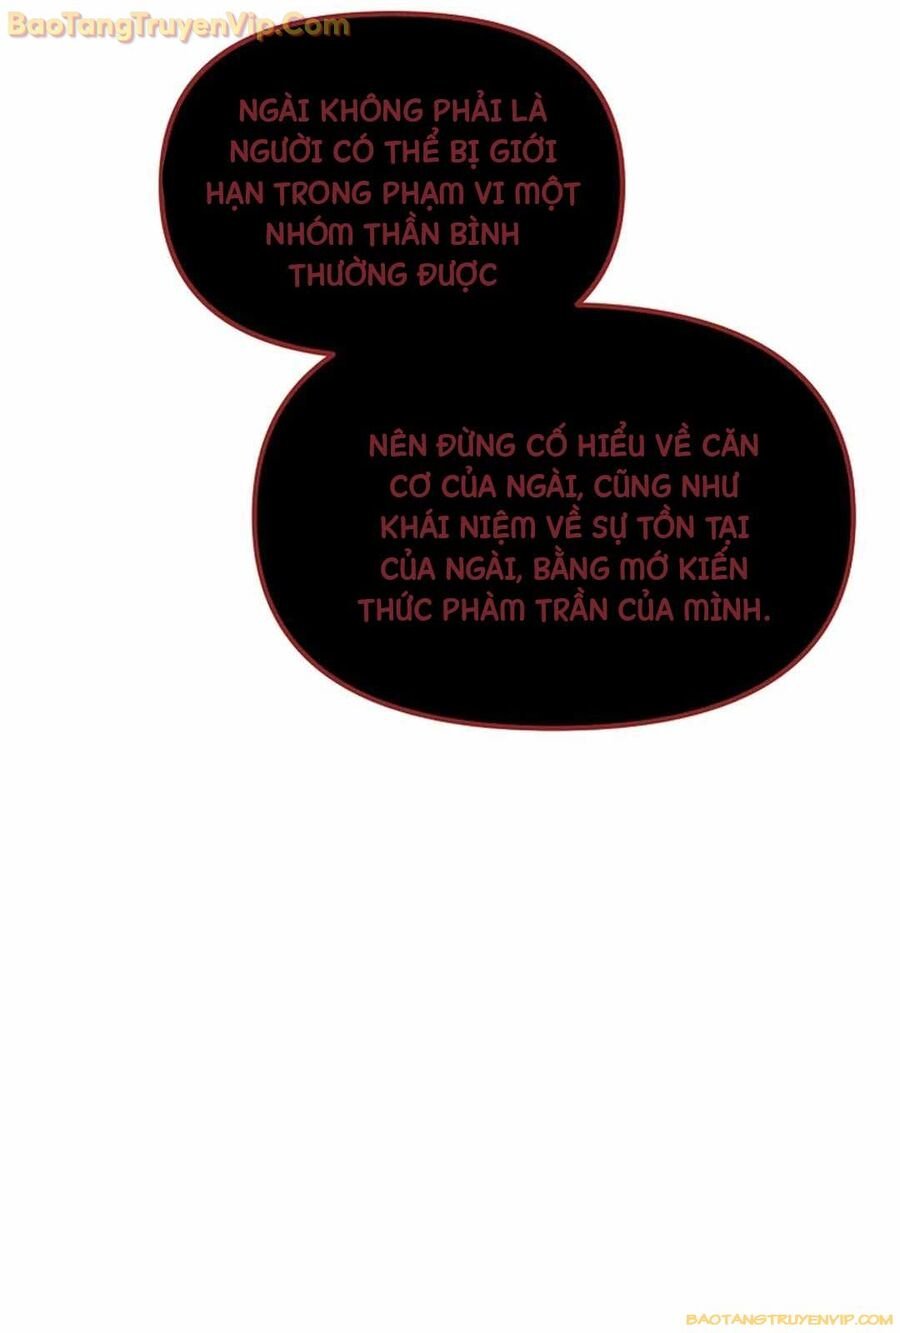 BaoTangTruyenVip.Com
NGÀI KHÔNG PHẢI LÀ
NGƯỜI CÓ THỂ BỊ GIỚI
HẠN TRONG PHẠM VI MỘT
NHÓM THẦN BÌNH
THƯỜNG ĐƯỢC
NÊN ĐỪNG CỐ HIỂU VỀ CĂN
CƠ CỦA NGÀI, CŨNG NHƯ
KHÁI NIỆM VỀ SỰ TỒN TẠI
CỦA NGÀI, BẰNG MỚ KIẾN
THỨC PHÀM TRẦN CỦA MÌNH.
BAOTANGTRUYENVIP.COM